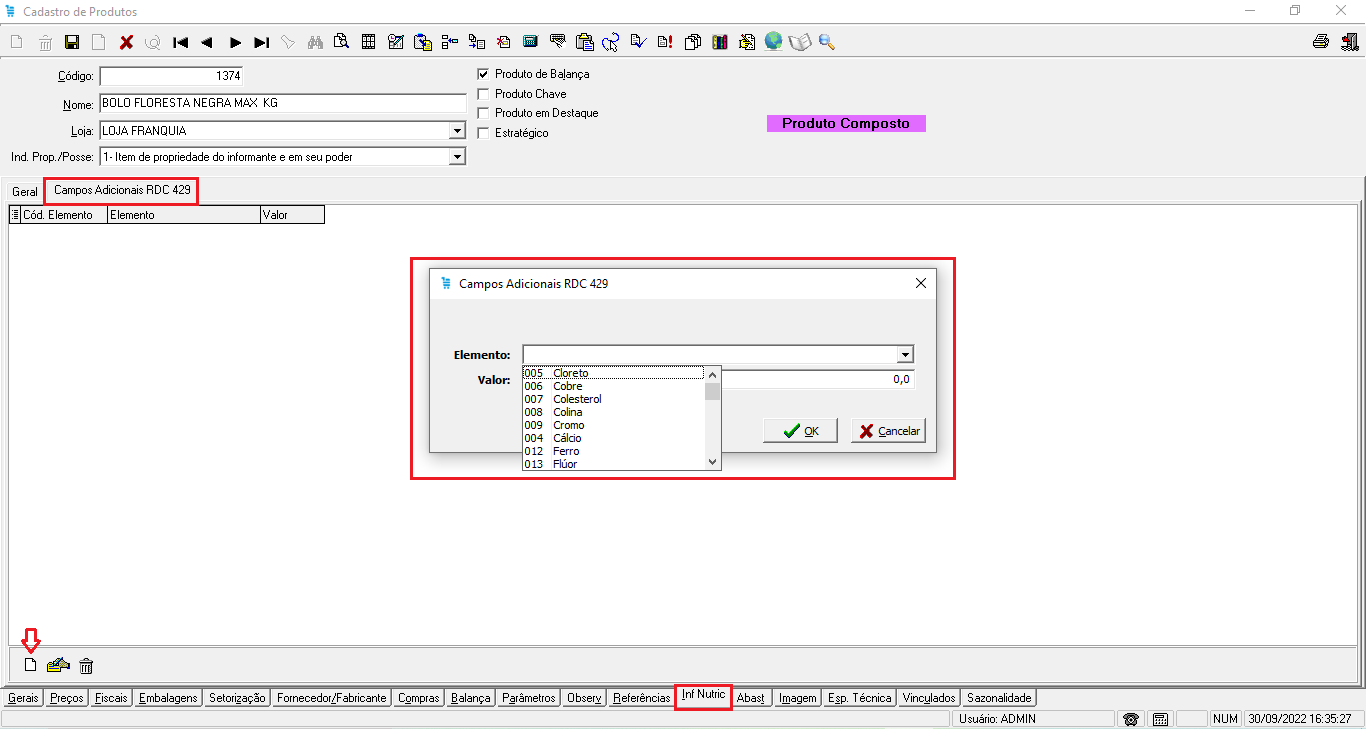 Cadastro de Produtos
Código: 1374
Nome: BOLO FLORESTA NEGRA MAX KG
Loja: LOJA FRANQUIA
Ind. Prop./Posse: 1- Item de propriedade do informante e em seu poder
Produto de Balança
Produto Chave
Produto em Destaque
Estratégico
Produto Composto
Geral Campos Adicionais RDC 429
Cód. Elemento Elemento Valor
Campos Adicionais RDC 429
Elemento:
Valor: 0,0
005 Cloreto
006 Cobre
007 Colesterol
008 Colina
009 Cromo
004 Cálcio
012 Ferro
013 Flúor
OK Cancelar
Gerais Preços Fiscais Embalagens Setorização Fornecedor/Fabricante Compras Balança Parâmetros Observ Referências Inf Nutric Abast Imagem Esp. Técnica Vinculados Sazonalidade
Usuário: ADMIN NUM 30/09/2022 16:35:27